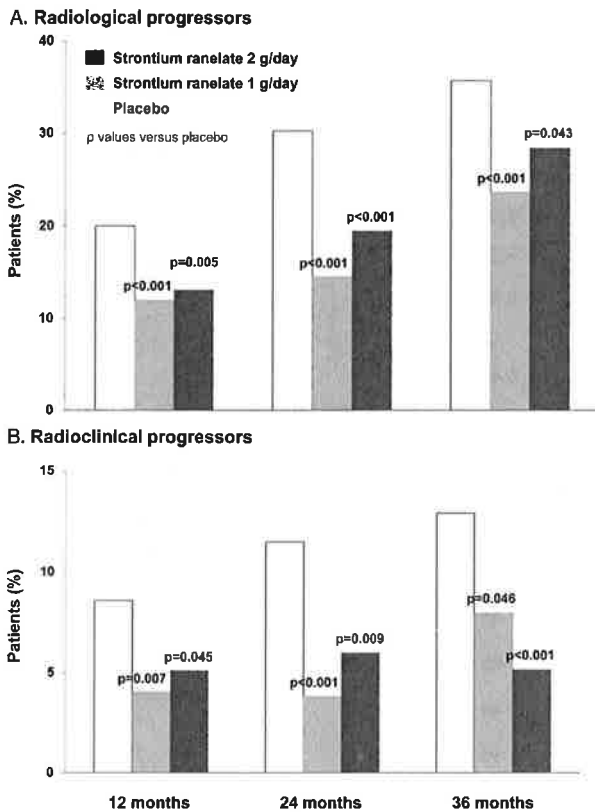 A. Radiological progressors
40
30
20
10
0
Patients (%)
Strontium ranelate 2 g/day
Strontium ranelate 1 g/day
Placebo
ρ values versus placebo
p<0.001
p=0.005
p<0.001
p<0.001
p<0.001
p=0.043
B. Radioclinical progressors
15
10
5
0
Patients (%)
p=0.007
p=0.045
p<0.001
p=0.009
p=0.046
p<0.001
12 months
24 months
36 months